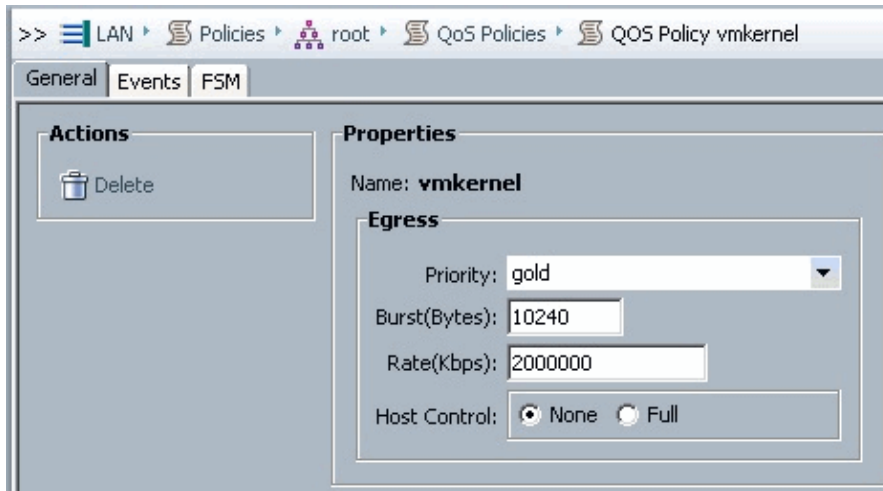 >> LAN Policies root QoS Policies QOS Policy vmkernel
General Events FSM
Actions
Delete
Properties
Name: vmkernel
Egress
Priority: gold
Burst(Bytes): 10240
Rate(Kbps): 2000000
Host Control: None Full